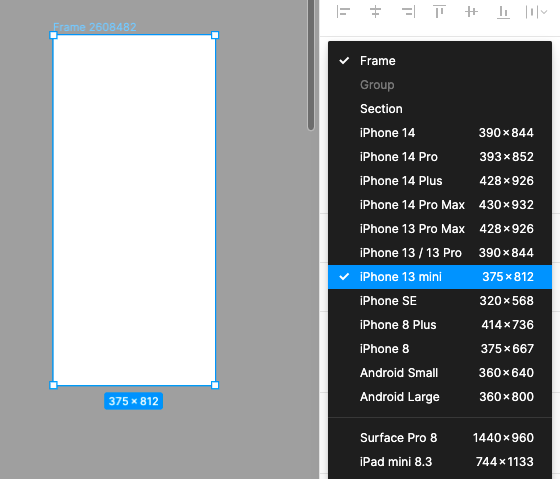 Frame 2608482
375 × 812
Frame
Group
Section
iPhone 14 390×844
iPhone 14 Pro 393×852
iPhone 14 Plus 428×926
iPhone 14 Pro Max 430×932
iPhone 13 Pro Max 428×926
iPhone 13 / 13 Pro 390×844
iPhone 13 mini 375×812
iPhone SE 320×568
iPhone 8 Plus 414×736
iPhone 8 375×667
Android Small 360×640
Android Large 360×800
Surface Pro 8 1440×960
iPad mini 8.3 744×1133